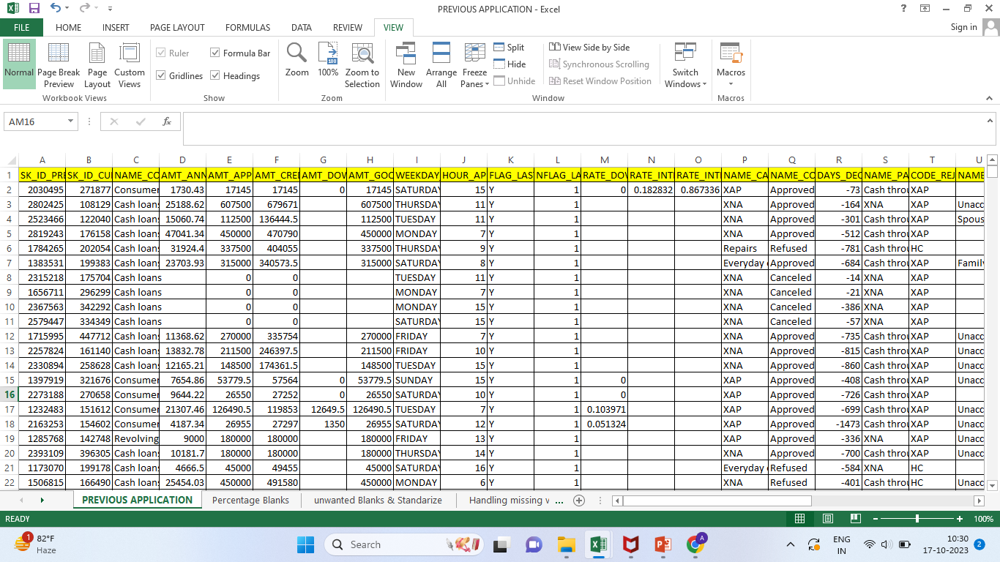 PREVIOUS APPLICATION - Excel
FILE HOME INSERT PAGE LAYOUT FORMULAS DATA REVIEW VIEW Sign in
Normal Page Break Preview Page Layout Custom Views
Workbook Views
Ruler Formula Bar
Gridlines Headings
Show
Zoom 100% Zoom to Selection
Zoom
New Window Arrange All Freeze Panes
Split
Hide
Unhide
View Side by Side
Synchronous Scrolling
Reset Window Position
Switch Windows
Window
Macros
Macros
AM16 fx
A B C D E F G H I J K L M N O P Q R S T U
1 SK_ID_PRE SK_ID_CUI NAME_CO AMT_ANN AMT_APP AMT_CREI AMT_DOV AMT_GOO WEEKDAY HOUR_AP FLAG_LAS NFLAG_LA RATE_DOV RATE_INTI RATE_INTI NAME_CA NAME_CO DAYS_DEC NAME_PA CODE_REJ NAME
2 2030495 271877 Consumer 1730.43 17145 17145 0 17145 SATURDAY 15 Y 1 0 0.182832 0.867336 XAP Approved -73 Cash throu XAP
3 2802425 108129 Cash loans 25188.62 607500 679671 607500 THURSDAY 11 Y 1 XNA Approved -164 XNA XAP Unacc
4 2523466 122040 Cash loans 15060.74 112500 136444.5 112500 TUESDAY 11 Y 1 XNA Approved -301 Cash throu XAP Spous
5 2819243 176158 Cash loans 47041.34 450000 470790 450000 MONDAY 7 Y 1 XNA Approved -512 Cash throu XAP
6 1784265 202054 Cash loans 31924.4 337500 404055 337500 THURSDAY 9 Y 1 Repairs Refused -781 Cash throu HC
7 1383531 199383 Cash loans 23703.93 315000 340573.5 315000 SATURDAY 8 Y 1 Everyday Approved -684 Cash throu XAP Family
8 2315218 175704 Cash loans 0 0 TUESDAY 11 Y 1 XNA Canceled -14 XNA XAP
9 1656711 296299 Cash loans 0 0 MONDAY 7 Y 1 XNA Canceled -21 XNA XAP
10 2367563 342292 Cash loans 0 0 MONDAY 15 Y 1 XNA Canceled -386 XNA XAP
11 2579447 334349 Cash loans 0 0 SATURDAY 15 Y 1 XNA Canceled -57 XNA XAP
12 1715995 447712 Cash loans 11368.62 270000 335754 270000 FRIDAY 7 Y 1 XNA Approved -735 Cash throu XAP Unacc
13 2257824 161140 Cash loans 13832.78 211500 246397.5 211500 FRIDAY 10 Y 1 XNA Approved -815 Cash throu XAP Unacc
14 2330894 258628 Cash loans 12165.21 148500 174361.5 148500 TUESDAY 15 Y 1 XNA Approved -860 Cash throu XAP Unacc
15 1397919 321676 Consumer 7654.86 53779.5 57564 0 53779.5 SUNDAY 15 Y 1 0 XAP Approved -408 Cash throu XAP Unacc
16 2273188 270658 Consumer 9644.22 26550 27252 0 26550 SATURDAY 10 Y 1 0 XAP Approved -726 Cash throu XAP
17 1232483 151612 Consumer 21307.46 126490.5 119853 12649.5 126490.5 TUESDAY 7 Y 1 0.103971 XAP Approved -699 Cash throu XAP Unacc
18 2163253 154602 Consumer 4187.34 26955 27297 1350 26955 SATURDAY 12 Y 1 0.051324 XAP Approved -1473 Cash throu XAP Unacc
19 1285768 142748 Revolving 9000 180000 180000 180000 FRIDAY 13 Y 1 XAP Approved -336 XNA XAP Unacc
20 2393109 396305 Cash loans 10181.7 180000 180000 180000 THURSDAY 14 Y 1 XNA Approved -700 Cash throu XAP Unacc
21 1173070 199178 Cash loans 4666.5 45000 49455 45000 SATURDAY 16 Y 1 Everyday Refused -584 XNA HC
22 1506815 166490 Cash loans 25454.03 450000 491580 450000 MONDAY 6 Y 1 XNA Refused -401 Cash throu HC Unacc
PREVIOUS APPLICATION Percentage Blanks unwanted Blanks & Standarize Handling missing v ...
READY 100%
1 82°F
Haze
Search
A
ENG
IN
10:30
17-10-2023
2